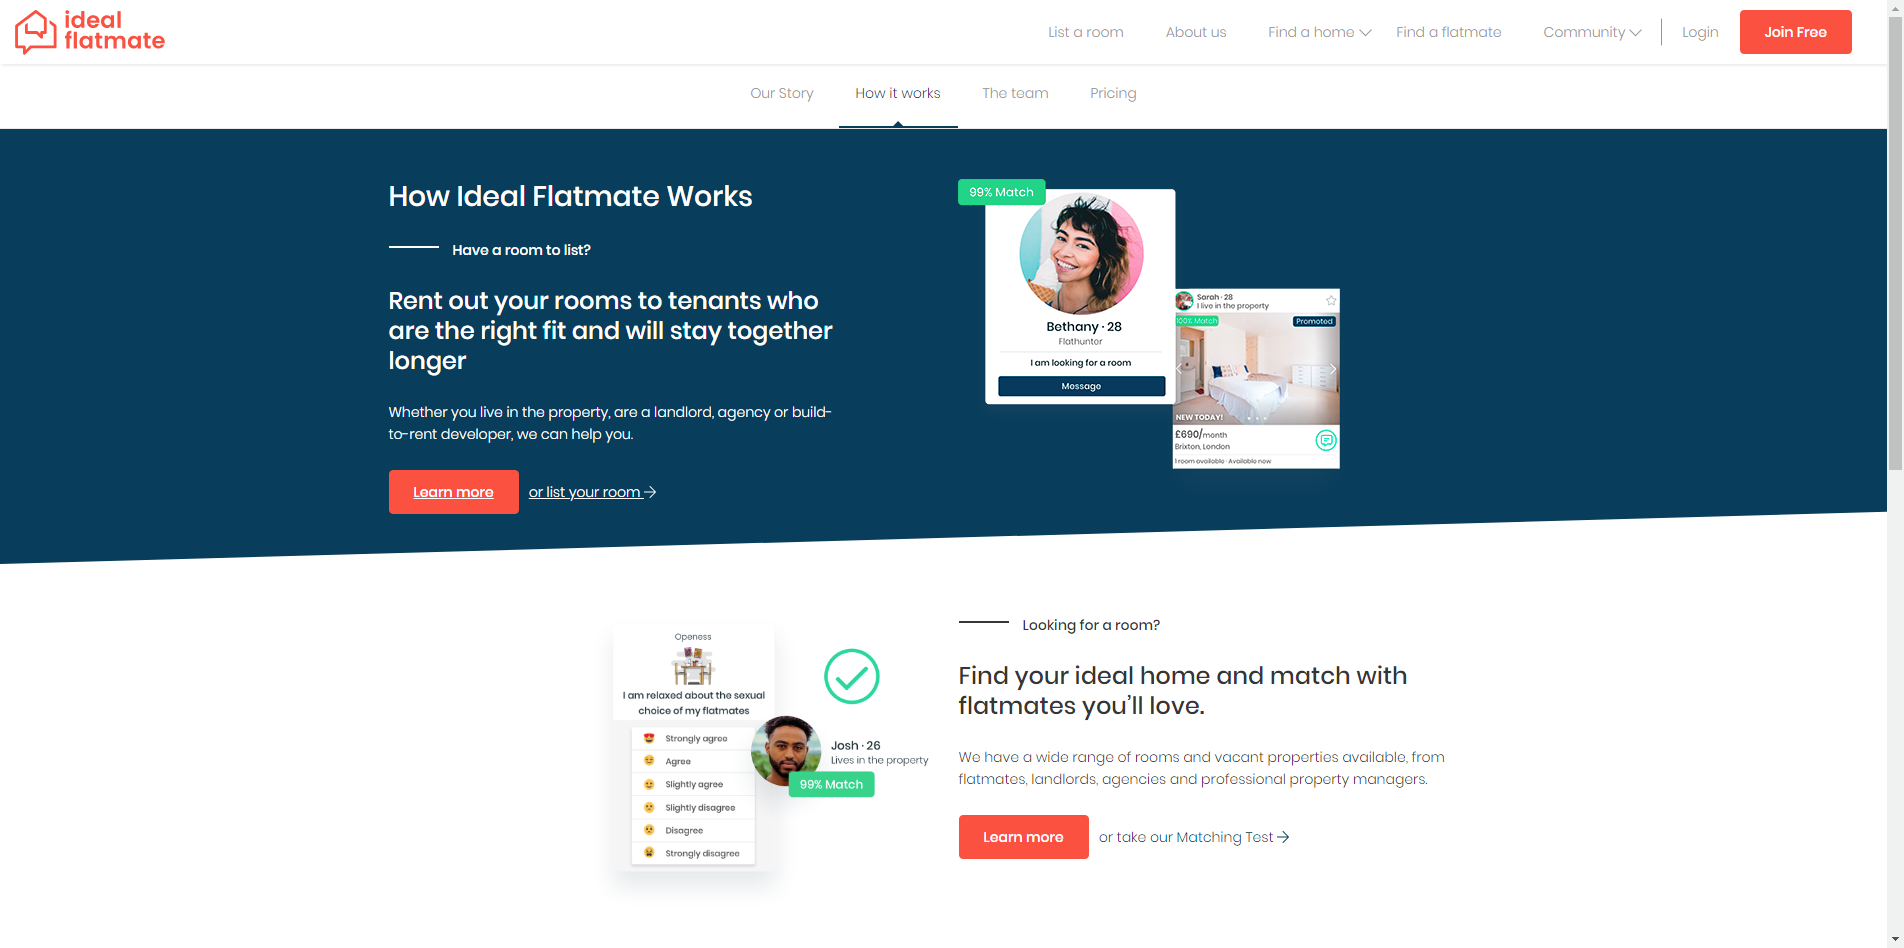 ideal
flatmate
List a room
About us
Find a home
Find a flatmate
Community
Login
Join Free
Our Story
How it works
The team
Pricing
How Ideal Flatmate Works
Have a room to list?
Rent out your rooms to tenants who
are the right fit and will stay together
longer
Whether you live in the property, are a landlord, agency or build-
to-rent developer, we can help you.
Learn more
or list your room
99% Match
Bethany · 28
Flathunter
I am looking for a room
Message
Sarah · 28
I live in the property
100% Match
Promoted
NEW TODAY!
£690/month
Brixton, London
1 room available · Available now
Openess
I am relaxed about the sexual
choice of my flatmates
Strongly agree
Agree
Slightly agree
Slightly disagree
Disagree
Strongly disagree
Josh · 26
Lives in the property
99% Match
Looking for a room?
Find your ideal home and match with
flatmates you’ll love.
We have a wide range of rooms and vacant properties available, from
flatmates, landlords, agencies and professional property managers.
Learn more
or take our Matching Test